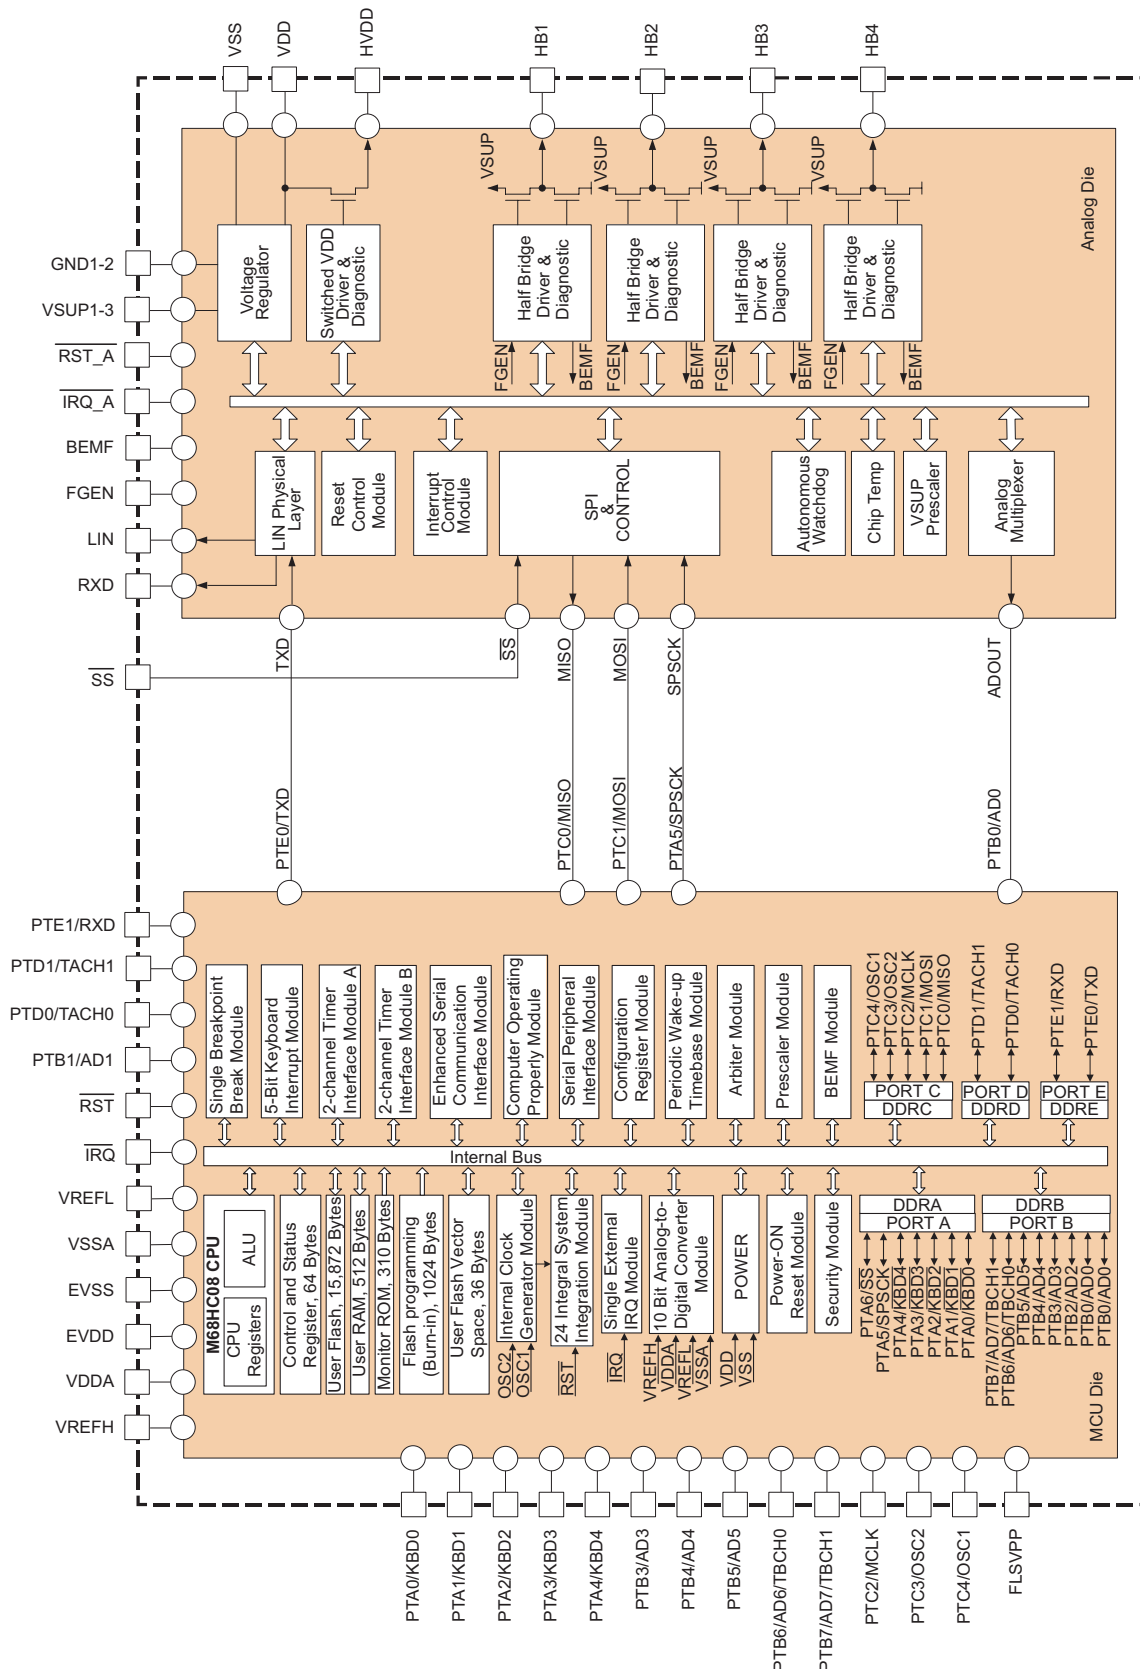 VSS
VDD
HVDD
HB1
HB2
HB3
HB4
GND1-2
VSUP1-3
RST_A
IRQ_A
BEMF
FGEN
LIN
RXD
SS
Voltage
Regulator
Switched VDD
Driver &
Diagnostic
VSUP
VSUP
VSUP
VSUP
Half Bridge
Driver &
Diagnostic
Half Bridge
Driver &
Diagnostic
Half Bridge
Driver &
Diagnostic
Half Bridge
Driver &
Diagnostic
FGEN
BEMF
FGEN
BEMF
FGEN
BEMF
FGEN
BEMF
Analog Die
LIN Physical
Layer
Reset
Control
Module
Interrupt
Control
Module
SPI
&
CONTROL
Autonomous
Watchdog
Chip Temp
VSUP
Prescaler
Analog
Multiplexer
TXD
SS
MISO
MOSI
SPSCK
ADOUT
PTE0/TXD
PTC0/MISO
PTC1/MOSI
PTA5/SPSCK
PTB0/AD0
PTE1/RXD
PTD1/TACH1
PTD0/TACH0
PTB1/AD1
RST
IRQ
VREFL
VSSA
EVSS
EVDD
VDDA
VREFH
Single Breakpoint
Break Module
5-Bit Keyboard
Interrupt Module
2-channel Timer
Interface Module A
2-channel Timer
Interface Module B
Enhanced Serial
Communication
Interface Module
Computer Operating
Properly Module
Serial Peripheral
Interface Module
Configuration
Register Module
Periodic Wake-up
Timebase Module
Arbiter Module
Prescaler Module
BEMF Module
PTC4/OSC1
PTC3/OSC2
PTC2/MCLK
PTC1/MOSI
PTC0/MISO
PORT C
DDRC
PTD1/TACH1
PTD0/TACH0
PORT D
DDRD
PTE1/RXD
PTE0/TXD
PORT E
DDRE
Internal Bus
M68HC08 CPU
CPU
Registers
ALU
Control and Status
Register, 64 Bytes
User Flash, 15,872 Bytes
User RAM, 512 Bytes
Monitor ROM, 310 Bytes
Flash programming
(Burn-in), 1024 Bytes
User Flash Vector
Space, 36 Bytes
Internal Clock
Generator Module
OSC2
OSC1
24 Integral System
Integration Module
RST
Single External
IRQ Module
IRQ
10 Bit Analog-to-
Digital Converter
Module
VREFH
VDDA
VREFL
VSSA
POWER
VDD
VSS
Power-ON
Reset Module
Security Module
DDRA
PORT A
PTA6/SS
PTA5/SPSCK
PTA4/KBD4
PTA3/KBD3
PTA2/KBD2
PTA1/KBD1
PTA0/KBD0
DDRB
PORT B
PTB7/AD7/TBCH1
PTB6/AD6/TBCH0
PTB5/AD5
PTB4/AD4
PTB3/AD3
PTB2/AD2
PTB0/AD0
PTB0/AD0
MCU Die
PTA0/KBD0
PTA1/KBD1
PTA2/KBD2
PTA3/KBD3
PTA4/KBD4
PTB3/AD3
PTB4/AD4
PTB5/AD5
PTB6/AD6/TBCH0
PTB7/AD7/TBCH1
PTC2/MCLK
PTC3/OSC2
PTC4/OSC1
FLSVPP